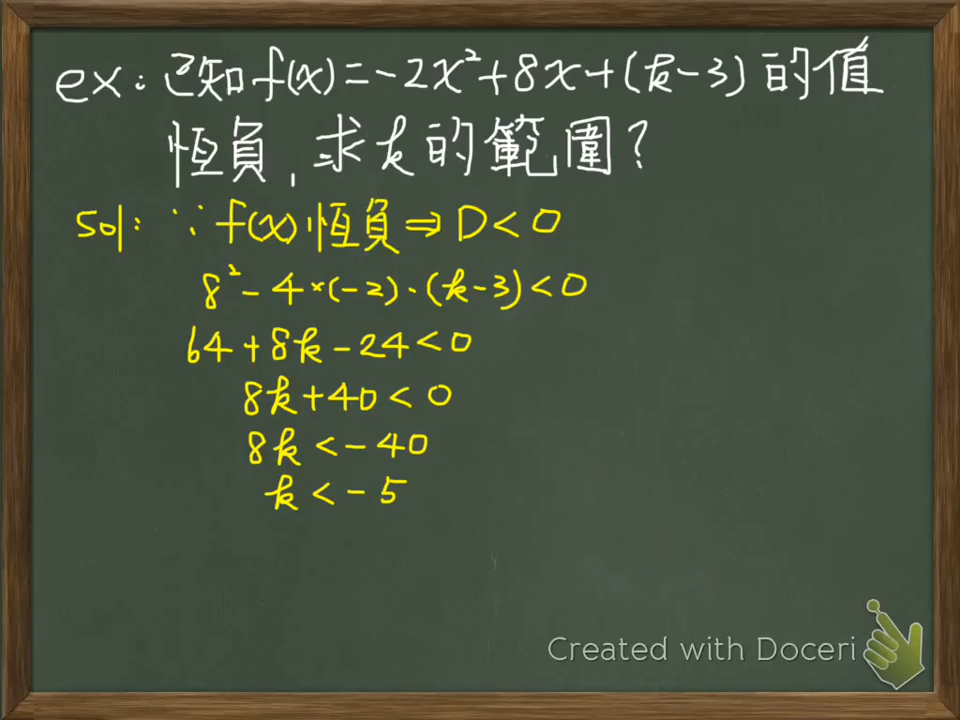 ex: 已知f(x)=-2x²+8x+(k-3)的值
恆負,求k的範圍?
Sol: ∵f(x)恆負⇒D<0
8²-4×(-2)·(k-3)<0
64+8k-24<0
8k+40<0
8k<-40
k<-5
Created with Doceri